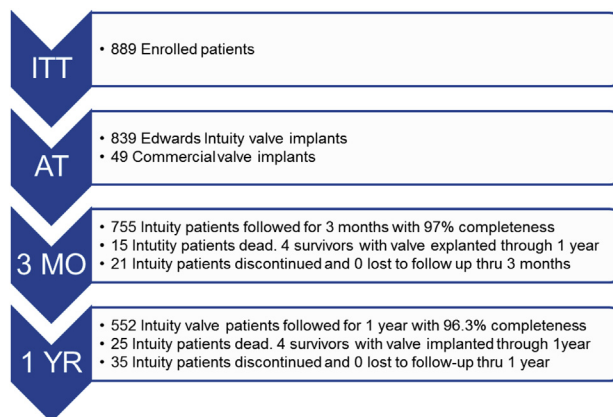 ITT
• 889 Enrolled patients
AT
• 839 Edwards Intuity valve implants
• 49 Commercial valve implants
3 MO
• 755 Intuity patients followed for 3 months with 97% completeness
• 15 Intutity patients dead. 4 survivors with valve explanted through 1 year
• 21 Intuity patients discontinued and 0 lost to follow up thru 3 months
1 YR
• 552 Intuity valve patients followed for 1 year with 96.3% completeness
• 25 Intuity patients dead. 4 survivors with valve implanted through 1year
• 35 Intuity patients discontinued and 0 lost to follow-up thru 1 year